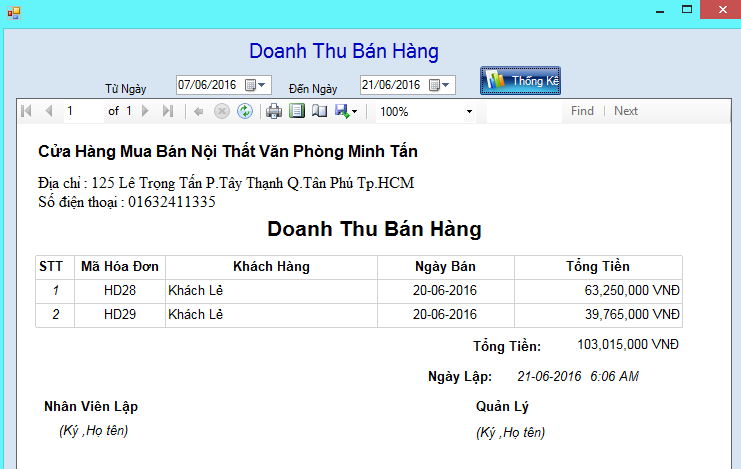 Doanh Thu Bán Hàng
Từ Ngày 07/06/2016 Đến Ngày 21/06/2016 Thống Kê
1 of 1 100% Find Next
Cửa Hàng Mua Bán Nội Thất Văn Phòng Minh Tấn
Địa chỉ : 125 Lê Trọng Tấn P.Tây Thạnh Q.Tân Phú Tp.HCM
Số điện thoại : 01632411335
Doanh Thu Bán Hàng
STT Mã Hóa Đơn Khách Hàng Ngày Bán Tổng Tiền
1 HD28 Khách Lẻ 20-06-2016 63,250,000 VNĐ
2 HD29 Khách Lẻ 20-06-2016 39,765,000 VNĐ
Tổng Tiền: 103,015,000 VNĐ
Ngày Lập: 21-06-2016 6:06 AM
Nhân Viên Lập Quản Lý
(Ký ,Họ tên) (Ký ,Họ tên)